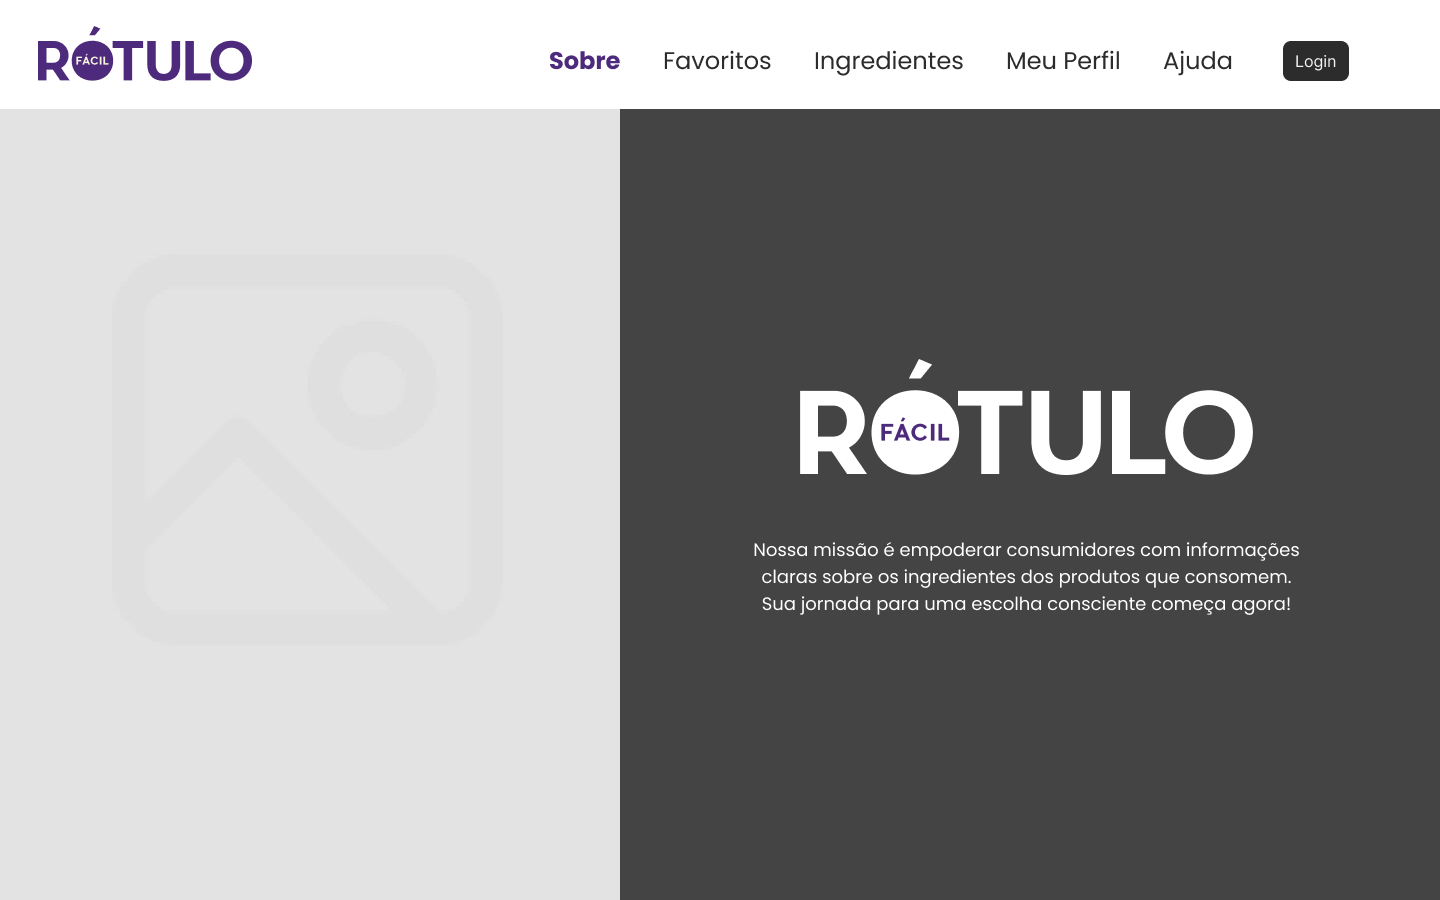 RÓTULO
FÁCIL
Sobre Favoritos Ingredientes Meu Perfil Ajuda Login
RÓTULO
FÁCIL
Nossa missão é empoderar consumidores com informações
claras sobre os ingredientes dos produtos que consomem.
Sua jornada para uma escolha consciente começa agora!